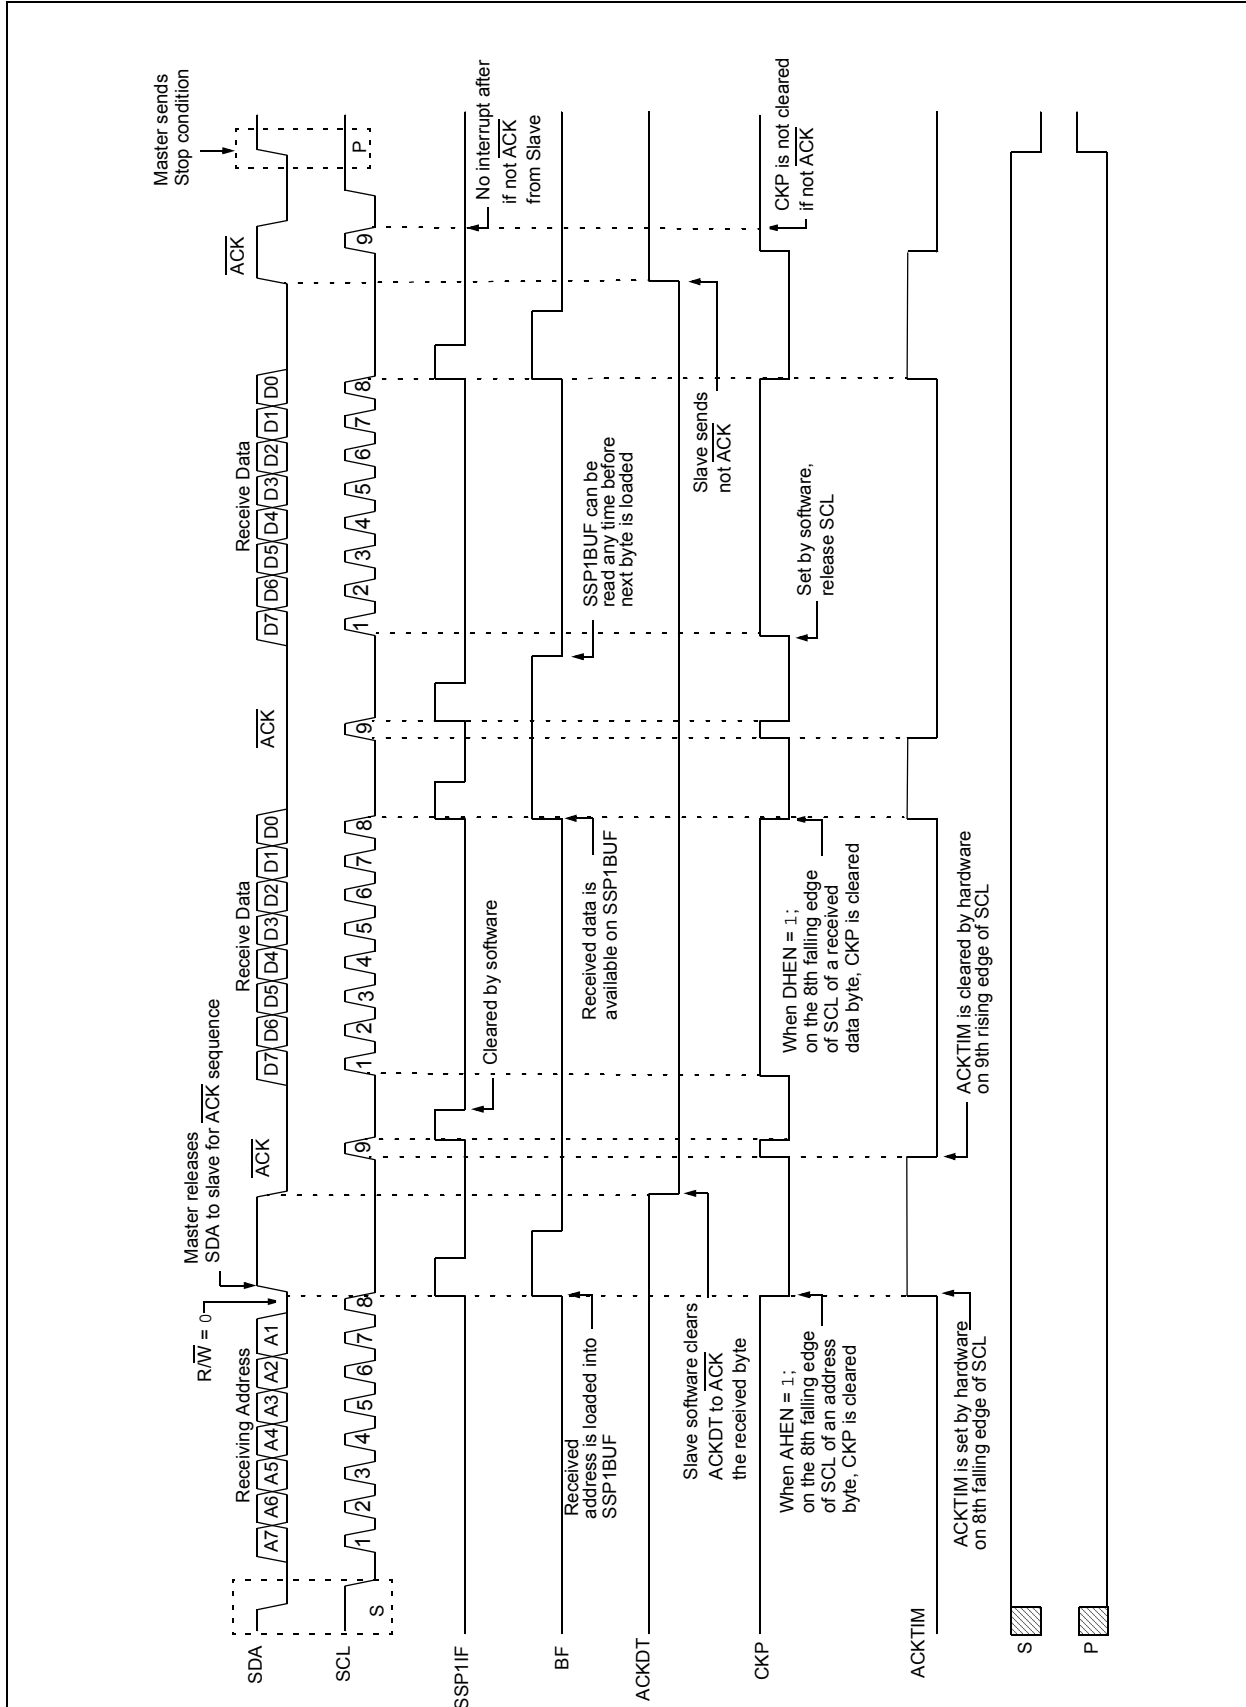 Master sends
Stop condition
Master releases
SDA to slave for ACK sequence
R/W = 0
Receiving Address
Receive Data
Receive Data
ACK
ACK
ACK
SDA
A7 A6 A5 A4 A3 A2 A1
D7 D6 D5 D4 D3 D2 D1 D0
D7 D6 D5 D4 D3 D2 D1 D0
SCL
S
1 2 3 4 5 6 7 8 9
1 2 3 4 5 6 7 8 9
1 2 3 4 5 6 7 8 9
P
SSP1IF
Cleared by software
No interrupt after
if not ACK
from Slave
BF
Received
address is loaded into
SSP1BUF
Received data is
available on SSP1BUF
SSP1BUF can be
read any time before
next byte is loaded
ACKDT
Slave software clears
ACKDT to ACK
the received byte
Slave sends
not ACK
CKP
When AHEN = 1;
on the 8th falling edge
of SCL of an address
byte, CKP is cleared
When DHEN = 1;
on the 8th falling edge
of SCL of a received
data byte, CKP is cleared
Set by software,
release SCL
CKP is not cleared
if not ACK
ACKTIM
ACKTIM is set by hardware
on 8th falling edge of SCL
ACKTIM is cleared by hardware
on 9th rising edge of SCL
S
P